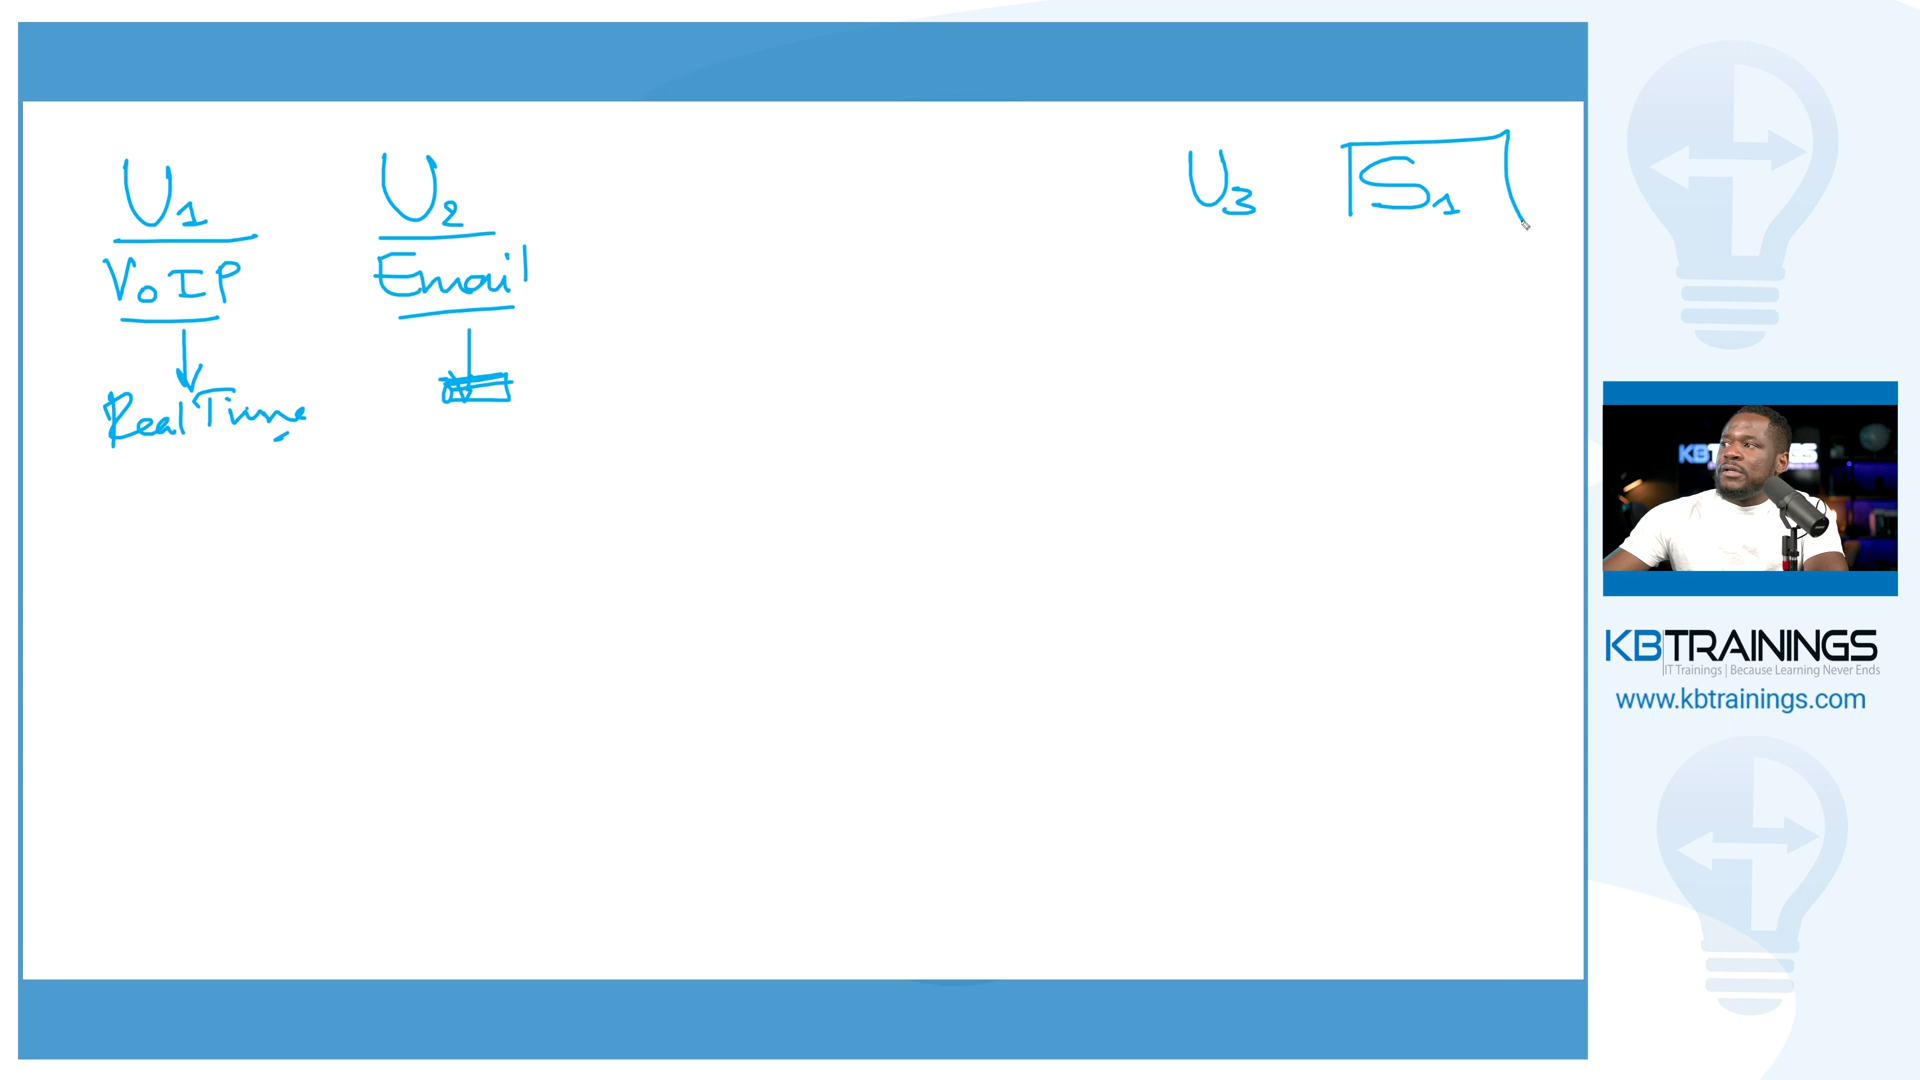 U1
U2
U3
S1
VoIP
Email
Real Time
KBTRAININGS
IT Trainings | Because Learning Never Ends
www.kbtrainings.com